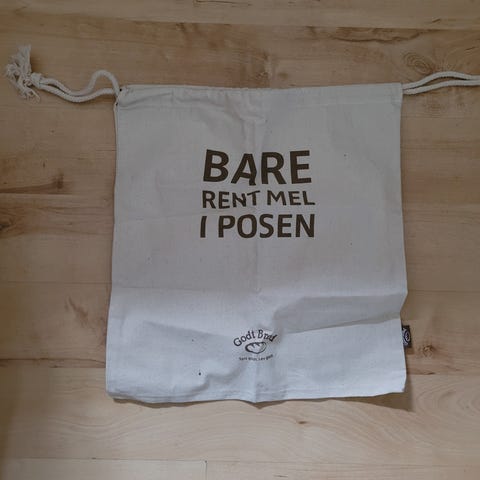 BARE
RENT MEL
I POSEN
Godt Brød